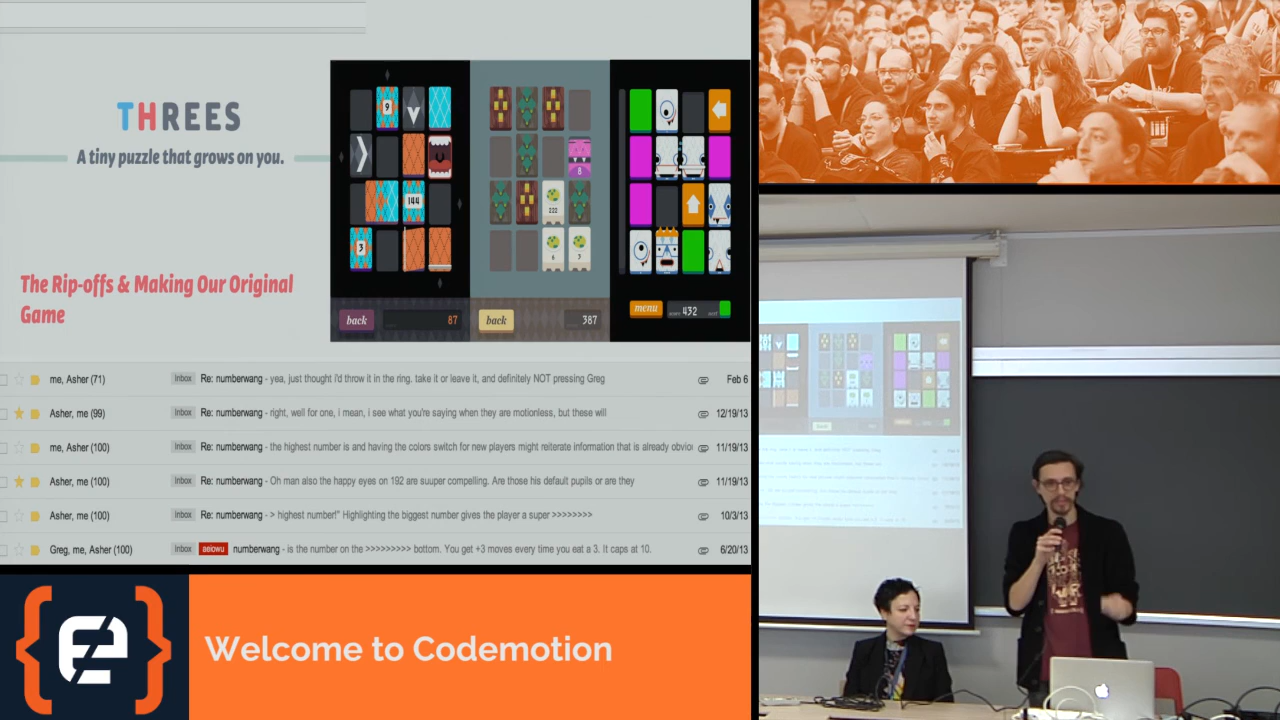 THREES
A tiny puzzle that grows on you.
The Rip-offs & Making Our Original
Game
9
144
3
back
87
8
222
6
3
back
387
menu
432
me, Asher (71) Inbox Re: numberwang - yea, just thought i'd throw it in the ring. take it or leave it, and definitely NOT pressing Greg Feb 6
Asher, me (99) Inbox Re: numberwang - right, well for one, i mean, i see what you're saying when they are motionless, but these will 12/19/13
me, Asher (100) Inbox Re: numberwang - the highest number is and having the colors switch for new players might reiterate information that is already obvio 11/19/13
Asher, me (100) Inbox Re: numberwang - Oh man also the happy eyes on 192 are suuper compelling. Are those his default pupils or are they 11/19/13
Asher, me (100) Inbox Re: numberwang - > highest number!" Highlighting the biggest number gives the player a super >>>>>>>> 10/3/13
Greg, me, Asher (100) Inbox aeiowu numberwang - is the number on the >>>>>>>>> bottom. You get +3 moves every time you eat a 3. It caps at 10. 6/20/13
Welcome to Codemotion